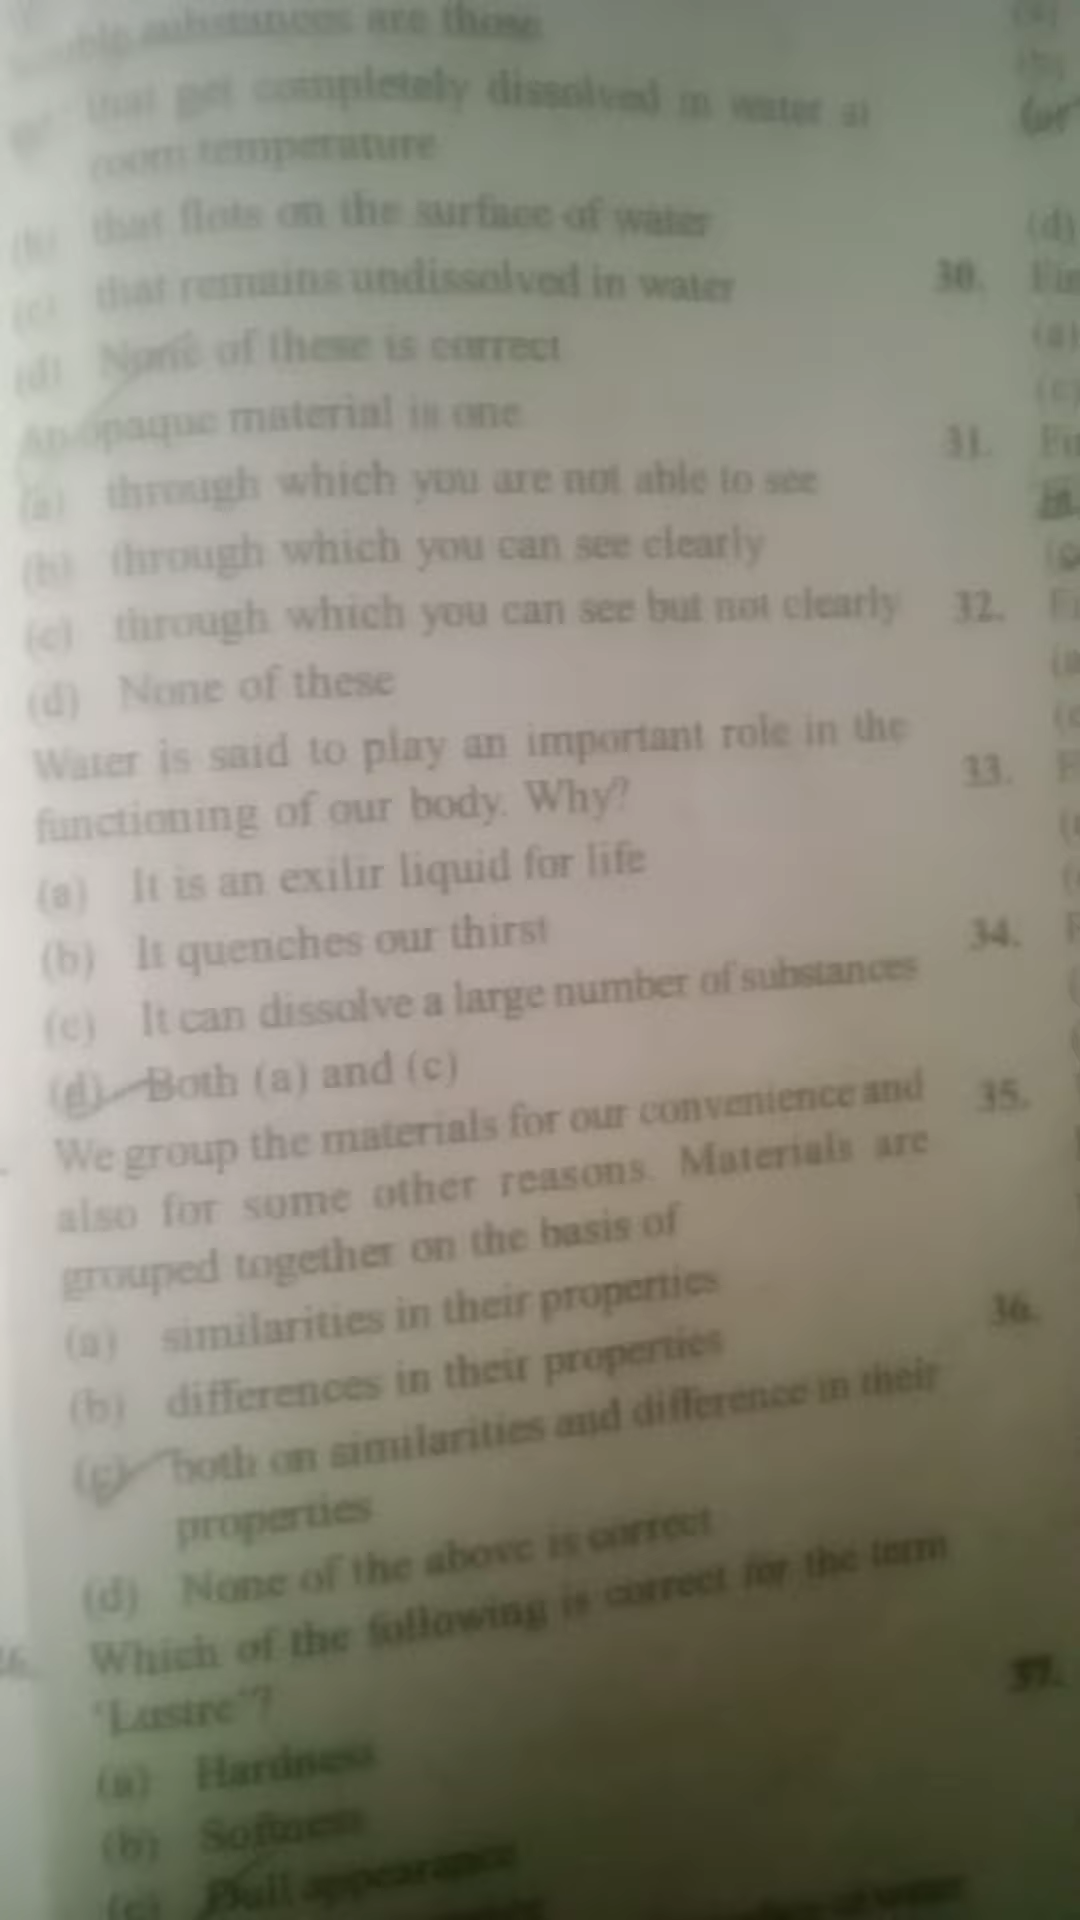 substances are those
that get completely dissolved in water at
room temperature
(b) that flots on the surface of water
(c) that remains undissolved in water
(d) None of these is correct
An opaque material is one
(a) through which you are not able to see
(b) through which you can see clearly
(c) through which you can see but not clearly
(d) None of these
Water is said to play an important role in the
functioning of our body. Why?
(a) It is an exilir liquid for life
(b) It quenches our thirst
(c) It can dissolve a large number of substances
(d) Both (a) and (c)
We group the materials for our convenience and
also for some other reasons. Materials are
grouped together on the basis of
(a) similarities in their properties
(b) differences in their properties
(c) both on similarities and difference in their
properties
(d) None of the above is correct
Which of the following is correct for the term
"Lustre"?
(a) Hardness
(b) Softness
(c) Dull appearance
(d)
30.
(a)
31.
32.
33.
34.
35.
36.
37.